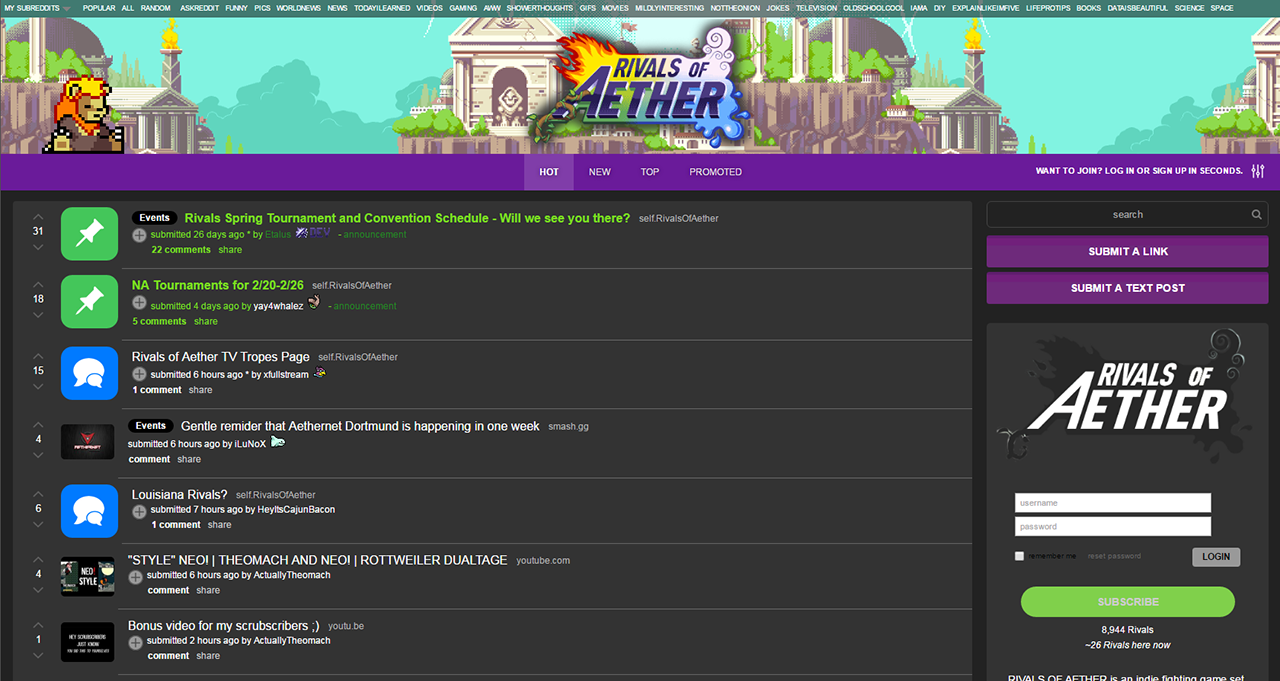 MY SUBREDDITS POPULAR ALL RANDOM ASKREDDIT FUNNY PICS WORLDNEWS NEWS TODAYILEARNED VIDEOS GAMING AWW SHOWERTHOUGHTS GIFS MOVIES MILDLYINTERESTING NOTTHEONION JOKES TELEVISION OLDSCHOOLCOOL IAMA DIY EXPLAINLIKEIMFIVE LIFEPROTIPS BOOKS DATAISBEAUTIFUL SCIENCE SPACE
RIVALS OF
AETHER
HOT NEW TOP PROMOTED
WANT TO JOIN? LOG IN OR SIGN UP IN SECONDS.
31
Events Rivals Spring Tournament and Convention Schedule - Will we see you there? self.RivalsOfAether
submitted 26 days ago * by Etalus DEV - announcement
22 comments share
18
NA Tournaments for 2/20-2/26 self.RivalsOfAether
submitted 4 days ago by yay4whalez - announcement
5 comments share
15
Rivals of Aether TV Tropes Page self.RivalsOfAether
submitted 6 hours ago * by xfullstream
1 comment share
4
AETHERNET
Events Gentle remider that Aethernet Dortmund is happening in one week smash.gg
submitted 6 hours ago by iLuNoX
comment share
6
Louisiana Rivals? self.RivalsOfAether
submitted 7 hours ago by HeyItsCajunBacon
1 comment share
4
NEO!
STYLE
"STYLE" NEO! | THEOMACH AND NEO! | ROTTWEILER DUALTAGE youtube.com
submitted 6 hours ago by ActuallyTheomach
comment share
1
HEY SCRUBSCRIBERS
JUST KNOW
Bonus video for my scrubscribers ;) youtu.be
submitted 2 hours ago by ActuallyTheomach
comment share
search
SUBMIT A LINK
SUBMIT A TEXT POST
RIVALS OF
AETHER
username
password
remember me reset password LOGIN
SUBSCRIBE
8,944 Rivals
~26 Rivals here now
RIVALS OF AETHER is an indie fighting game set